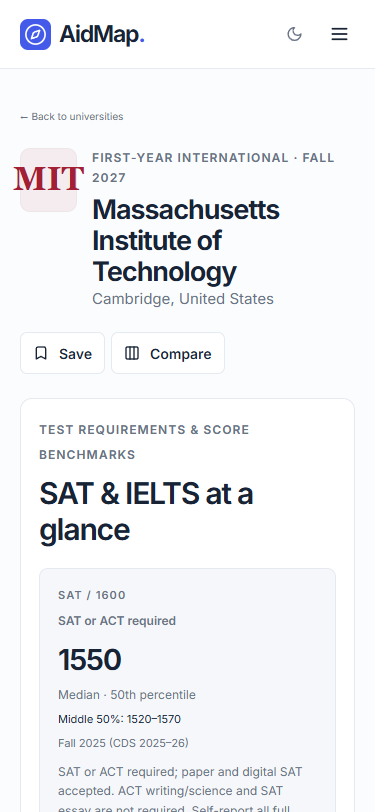 AidMap.
← Back to universities
MIT
FIRST-YEAR INTERNATIONAL · FALL
2027
Massachusetts
Institute of
Technology
Cambridge, United States
Save
Compare
TEST REQUIREMENTS & SCORE
BENCHMARKS
SAT & IELTS at a
glance
SAT / 1600
SAT or ACT required
1550
Median · 50th percentile
Middle 50%: 1520–1570
Fall 2025 (CDS 2025–26)
SAT or ACT required; paper and digital SAT
accepted. ACT writing/science and SAT
essay are not required. Self-report all full